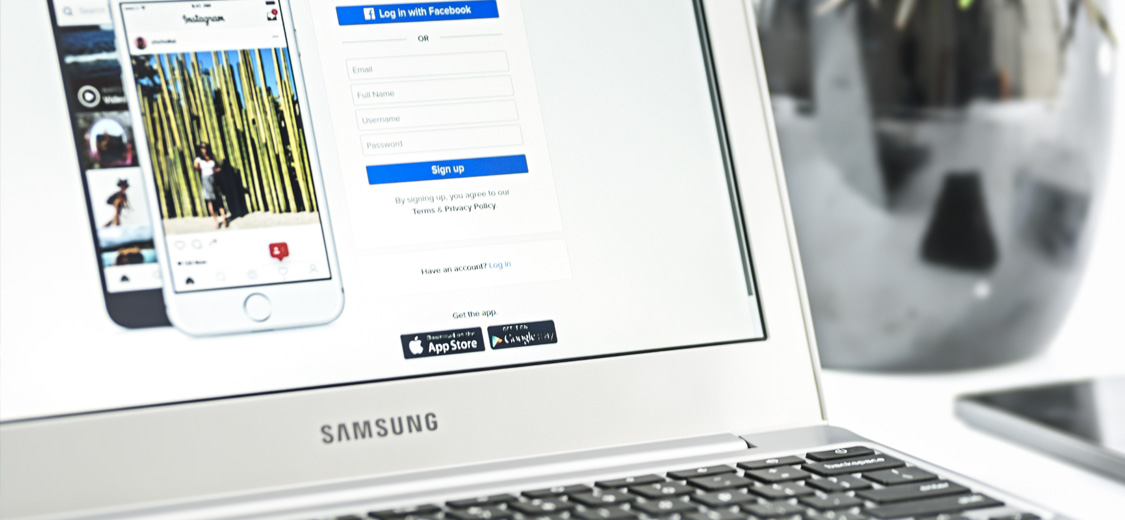 Search
Instagram
Log in with Facebook
OR
Email
Full Name
Username
Password
Sign up
By signing up, you agree to our
Terms & Privacy Policy
Have an account? Log in
Get the app.
Download on the
App Store
GET IT ON
Google Play
SAMSUNG
backspace
enter